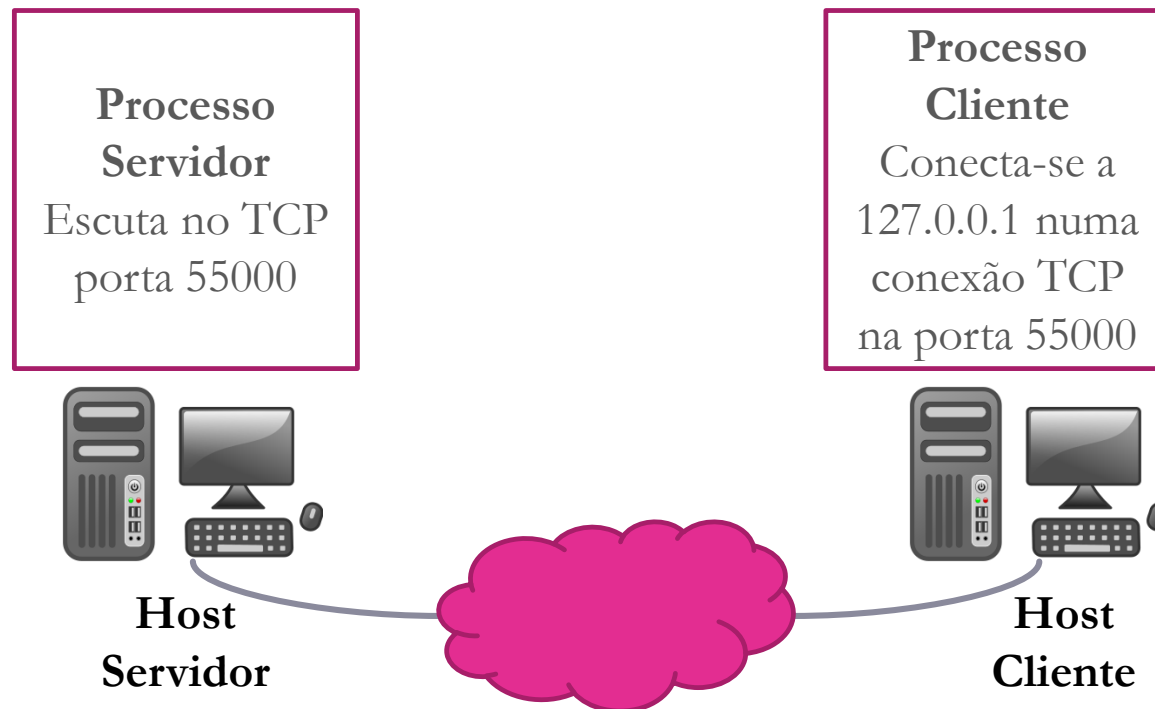 Processo
Servidor
Escuta no TCP
porta 55000
Processo
Cliente
Conecta-se a
127.0.0.1 numa
conexão TCP
na porta 55000
Host
Servidor
Host
Cliente